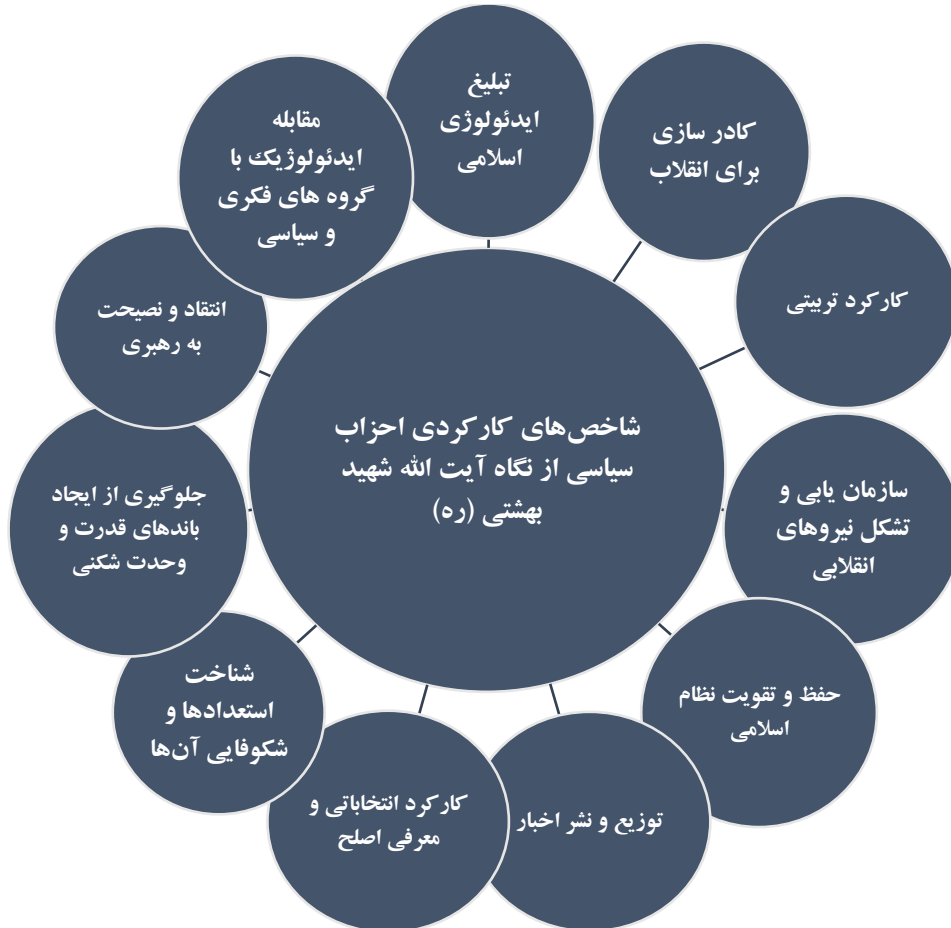 شاخص‌های کارکردی احزاب
سیاسی از نگاه آیت الله شهید
بهشتی (ره)
تبلیغ
ایدئولوژی
اسلامی
کادر سازی
برای انقلاب
کارکرد تربیتی
سازمان یابی و
تشکل نیروهای
انقلابی
حفظ و تقویت نظام
اسلامی
توزیع و نشر اخبار
کارکرد انتخاباتی و
معرفی اصلح
شناخت
استعدادها و
شکوفایی آن‌ها
جلوگیری از ایجاد
باندهای قدرت و
وحدت شکنی
انتقاد و نصیحت
به رهبری
مقابله
ایدئولوژیک با
گروه های فکری
و سیاسی